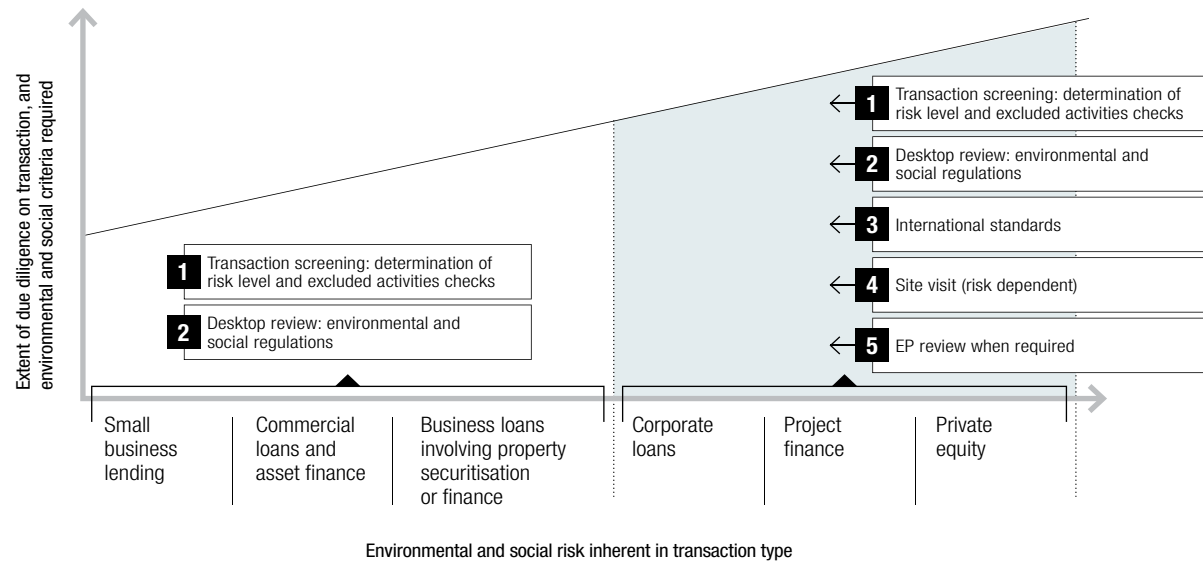 Extent of due diligence on transaction, and
environmental and social criteria required
1
Transaction screening: determination of
risk level and excluded activities checks
2
Desktop review: environmental and
social regulations
1
Transaction screening: determination of
risk level and excluded activities checks
2
Desktop review: environmental and
social regulations
3
International standards
4
Site visit (risk dependent)
5
EP review when required
Small
business
lending
Commercial
loans and
asset finance
Business loans
involving property
securitisation
or finance
Corporate
loans
Project
finance
Private
equity
Environmental and social risk inherent in transaction type